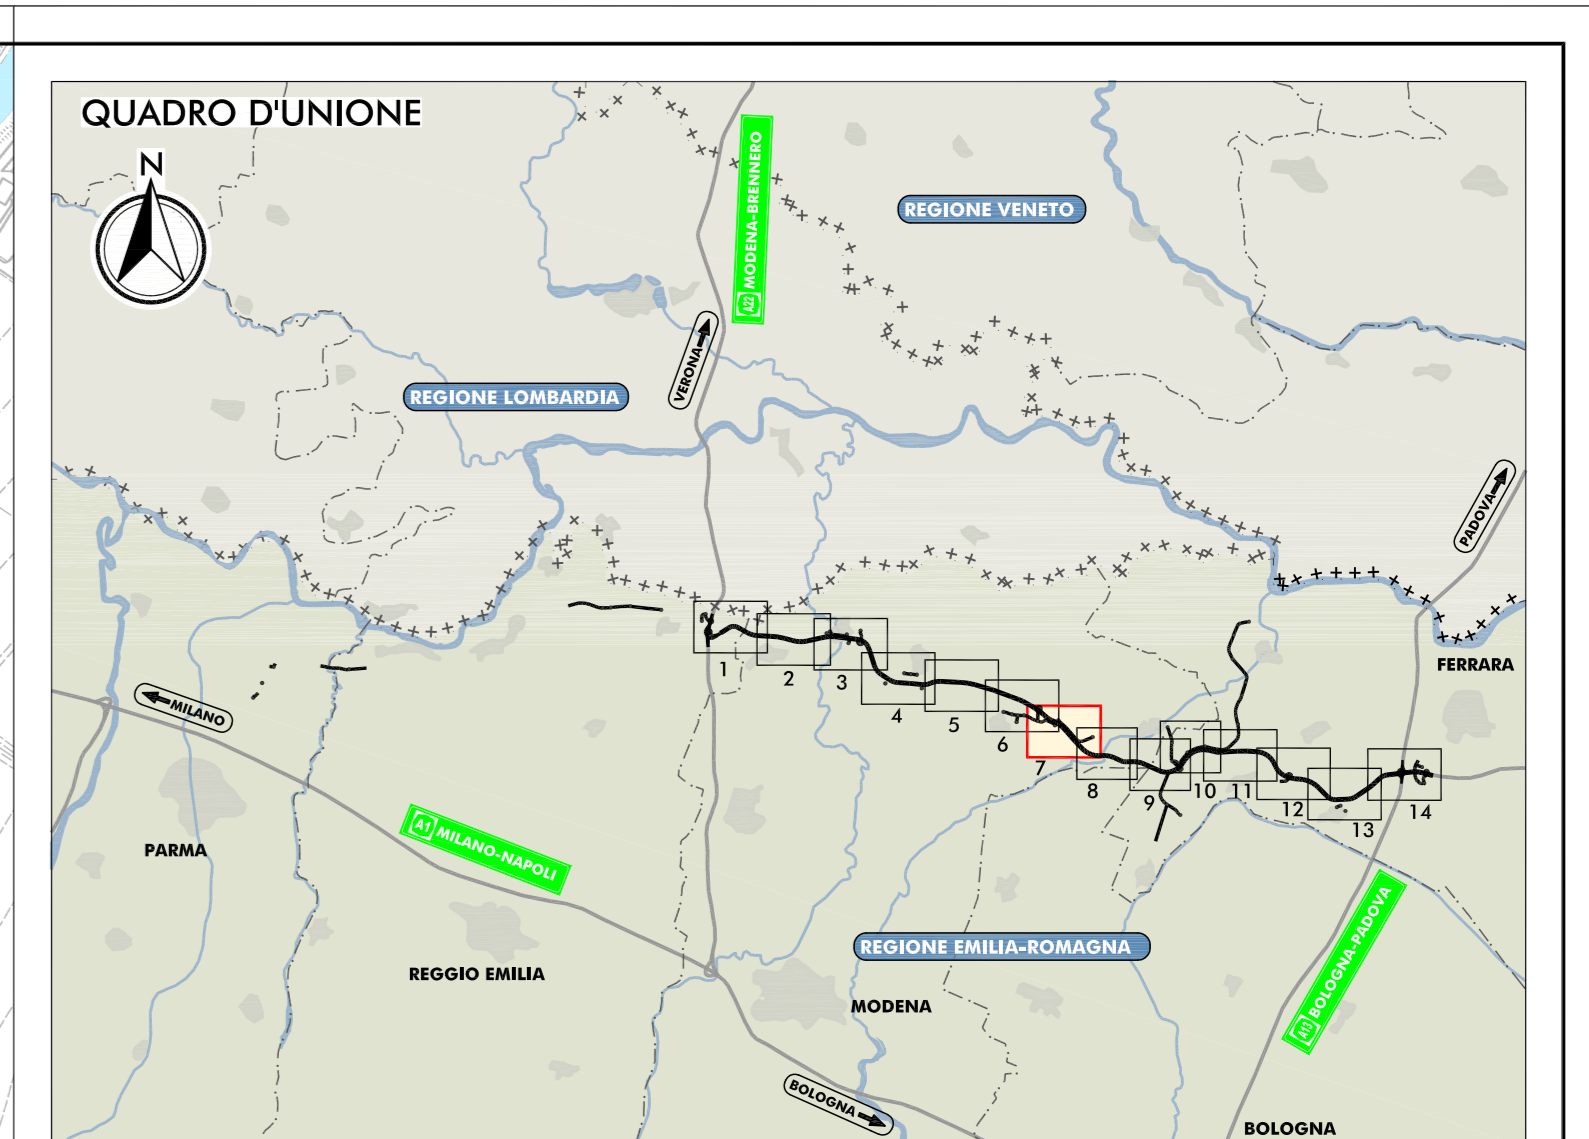 QUADRO D'UNIONE
N
A22 MODENA-BRENNERO
REGIONE VENETO
VERONA
REGIONE LOMBARDIA
PADOVA
FERRARA
MILANO
1
2
3
4
5
6
7
8
9
10
11
12
13
14
PARMA
A1 MILANO-NAPOLI
REGGIO EMILIA
REGIONE EMILIA-ROMAGNA
MODENA
A13 BOLOGNA-PADOVA
BOLOGNA
BOLOGNA